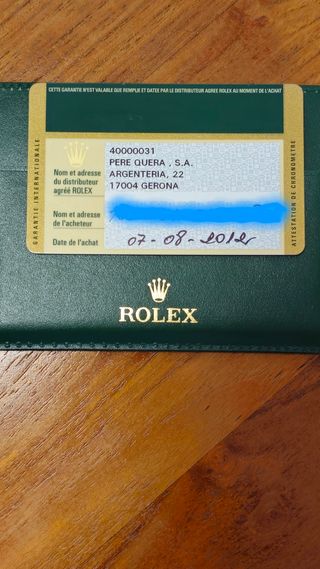 CETTE GARANTIE N'EST VALABLE QUE REMPLIE ET DATEE PAR LE DISTRIBUTEUR AGREE ROLEX AU MOMENT DE L'ACHAT
GARANTIE INTERNATIONALE
Nom et adresse
du distributeur
agréé ROLEX
40000031
PERE QUERA , S.A.
ARGENTERIA, 22
17004 GERONA
Nom et adresse
de l'acheteur
Date de l'achat
07-08-2012
ATTESTATION DE CHRONOMETRE
ROLEX